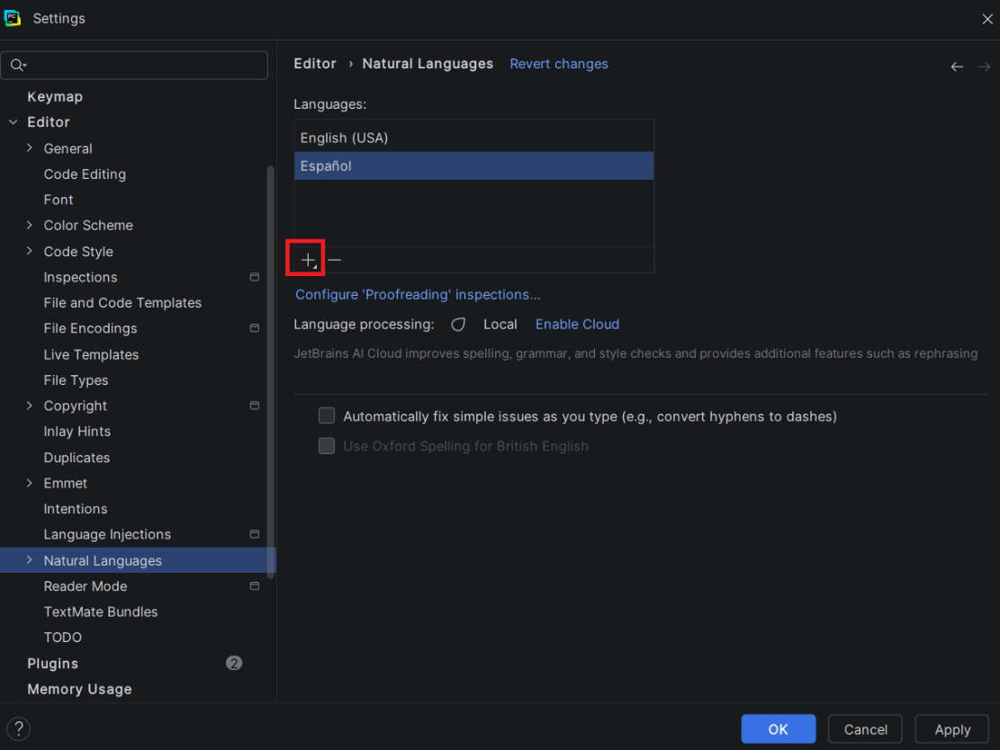 Settings
Editor › Natural Languages Revert changes
Keymap
Editor
General
Code Editing
Font
Color Scheme
Code Style
Inspections
File and Code Templates
File Encodings
Live Templates
File Types
Copyright
Inlay Hints
Duplicates
Emmet
Intentions
Language Injections
Natural Languages
Reader Mode
TextMate Bundles
TODO
Plugins 2
Memory Usage
Languages:
English (USA)
Español
Configure 'Proofreading' inspections...
Language processing: Local Enable Cloud
JetBrains AI Cloud improves spelling, grammar, and style checks and provides additional features such as rephrasing
Automatically fix simple issues as you type (e.g., convert hyphens to dashes)
Use Oxford Spelling for British English
? OK Cancel Apply